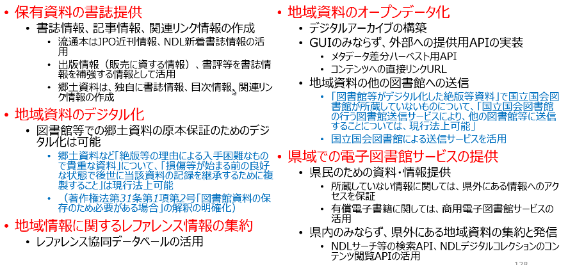 • 保有資料の書誌提供
• 書誌情報、記事情報、関連リンク情報の作成
• 流通本はJPO近刊情報、NDL新着書誌情報の活
用
• 出版情報（販売に資する情報）、書評等を書誌情
報を補強する情報として活用
• 郷土資料は、独自に書誌情報、目次情報、関連リ
ンク情報の作成
• 地域資料のデジタル化
• 図書館等での郷土資料の原本保証のためのデジ
タル化は可能
• 郷土資料など「絶版等の理由による入手困難なもの
で貴重な資料」について、「損傷等が始まる前の良好
な状態で後世に当該資料の記録を継承するために複
製すること」は現行法上可能
• （著作権法第31条第1項第2号「図書館資料の保
存のため必要がある場合」の解釈の明確化）
• 地域情報に関するレファレンス情報の集約
• レファレンス協同データベールの活用
• 地域資料のオープンデータ化
• デジタルアーカイブの構築
• GUIのみならず、外部への提供用APIの実装
• メタデータ差分ハーベスト用API
• コンテンツへの直接リンクURL
• 地域資料の他の図書館への送信
• 「図書館等がデジタル化した絶版等資料」で国立国会図
書館が所蔵していないものについて、「国立国会図書館
の行う図書館送信サービスにより、他の図書館等に送信
することについては、現行法上可能」
• 国立国会図書館による送信サービスを活用
• 県域での電子図書館サービスの提供
• 県民のための資料・情報提供
• 所蔵していない情報に関しては、県外にある情報へのアク
セスを保証
• 有償電子書籍に関しては、商用電子図書館サービスの
活用
• 県内のみならず、県外にある地域資料の集約と発信
• NDLサーチ等の検索API、NDLデジタルコレクションのコ
ンテンツ閲覧APIの活用